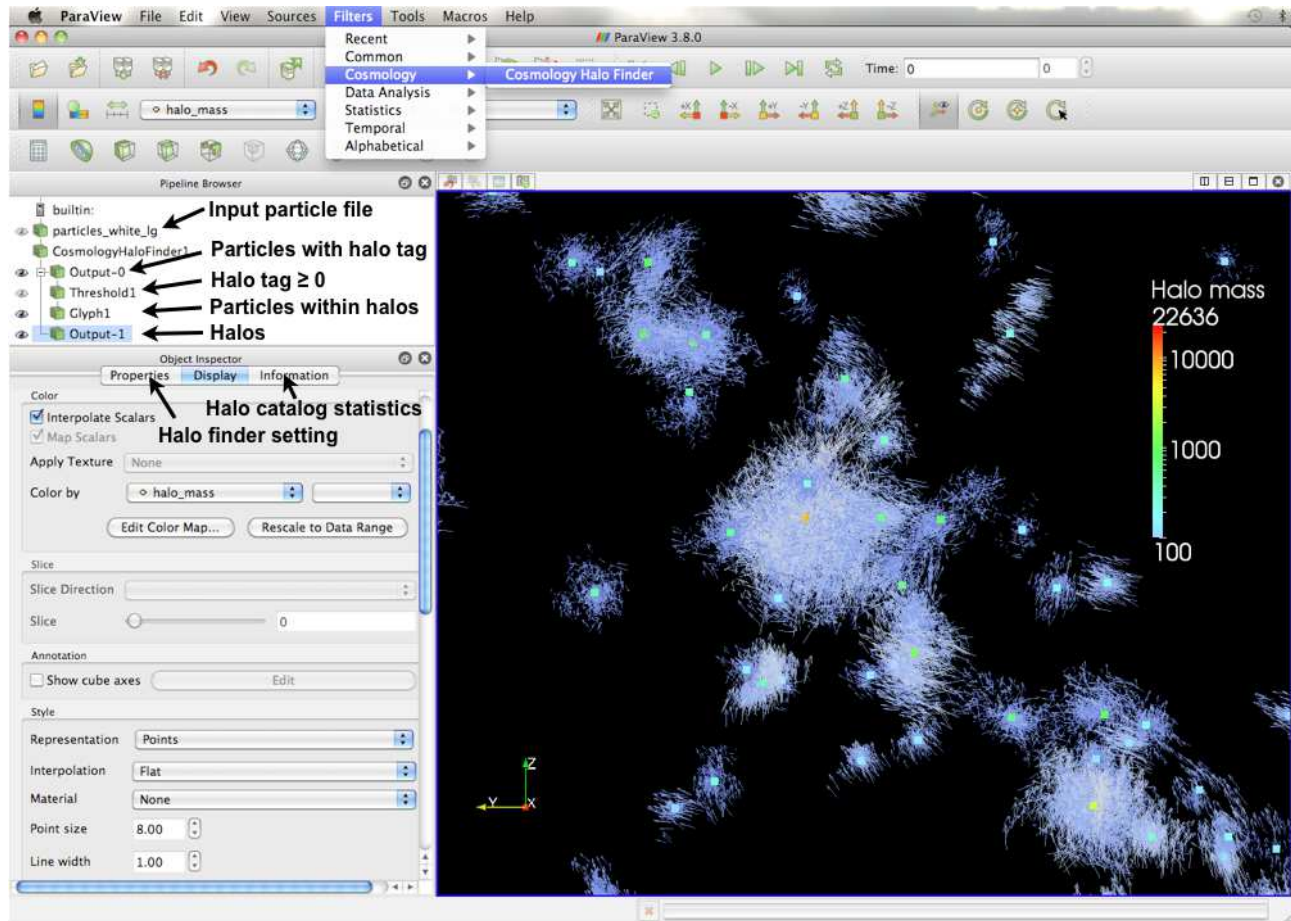 ParaView File Edit View Sources Filters Tools Macros Help
ParaView 3.8.0
Recent
Common
Cosmology
Cosmology Halo Finder
Data Analysis
Statistics
Temporal
Alphabetical
Time: 0
0
halo_mass
+X
-X
+Y
-Y
+Z
-Z
Pipeline Browser
builtin:
particles_white_lg
Input particle file
CosmologyHaloFinder1
Particles with halo tag
Output-0
Halo tag ≥ 0
Threshold1
Particles within halos
Glyph1
Halos
Output-1
Object Inspector
Properties Display Information
Color
Interpolate Scalars
Halo catalog statistics
Map Scalars
Halo finder setting
Apply Texture None
Color by halo_mass
Edit Color Map... Rescale to Data Range
Slice
Slice Direction
Slice 0
Annotation
Show cube axes Edit
Style
Representation Points
Interpolation Flat
Material None
Point size 8.00
Line width 1.00
Halo mass
22636
10000
1000
100
Z
Y
X